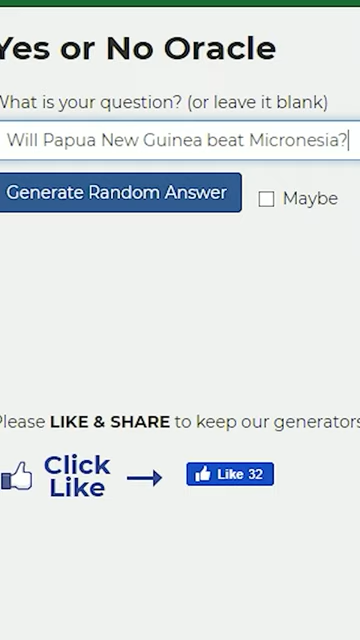 Yes or No Oracle
What is your question? (or leave it blank)
Will Papua New Guinea beat Micronesia?
Generate Random Answer
Maybe
Please LIKE & SHARE to keep our generators
Click
Like
Like 32